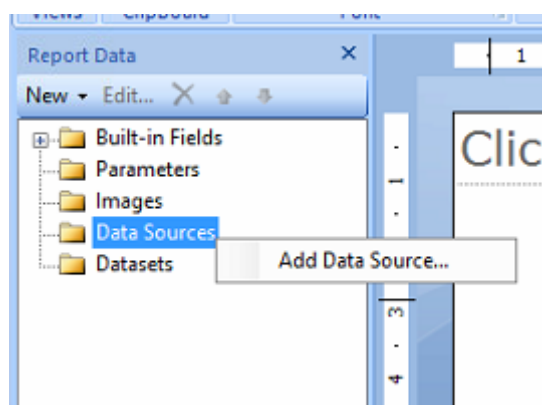 Views Clipboard Font
Report Data
New Edit...
Built-in Fields
Parameters
Images
Data Sources
Datasets
Add Data Source...
1
Clic
1
3
4